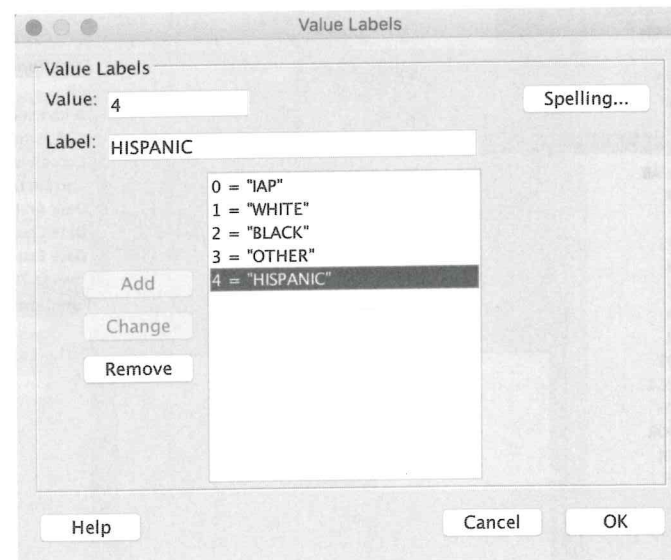 Value Labels
Value Labels
Value: 4
Spelling...
Label: HISPANIC
0 = "IAP"
1 = "WHITE"
2 = "BLACK"
3 = "OTHER"
4 = "HISPANIC"
Add
Change
Remove
Help
Cancel
OK